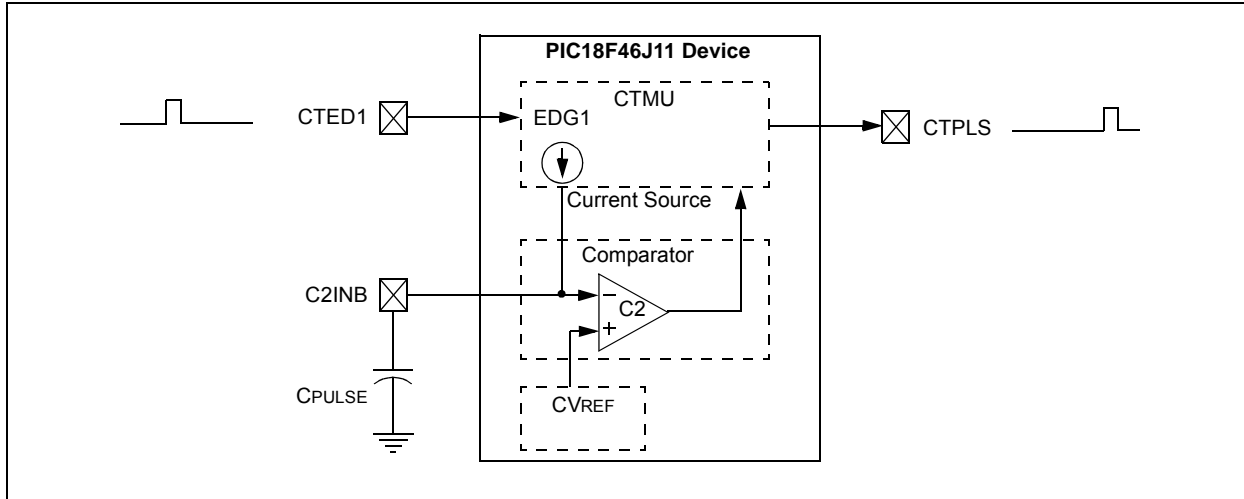 PIC18F46J11 Device
CTMU
CTED1
EDG1
CTPLS
Current Source
Comparator
C2INB
C2
−
+
CPULSE
CVREF